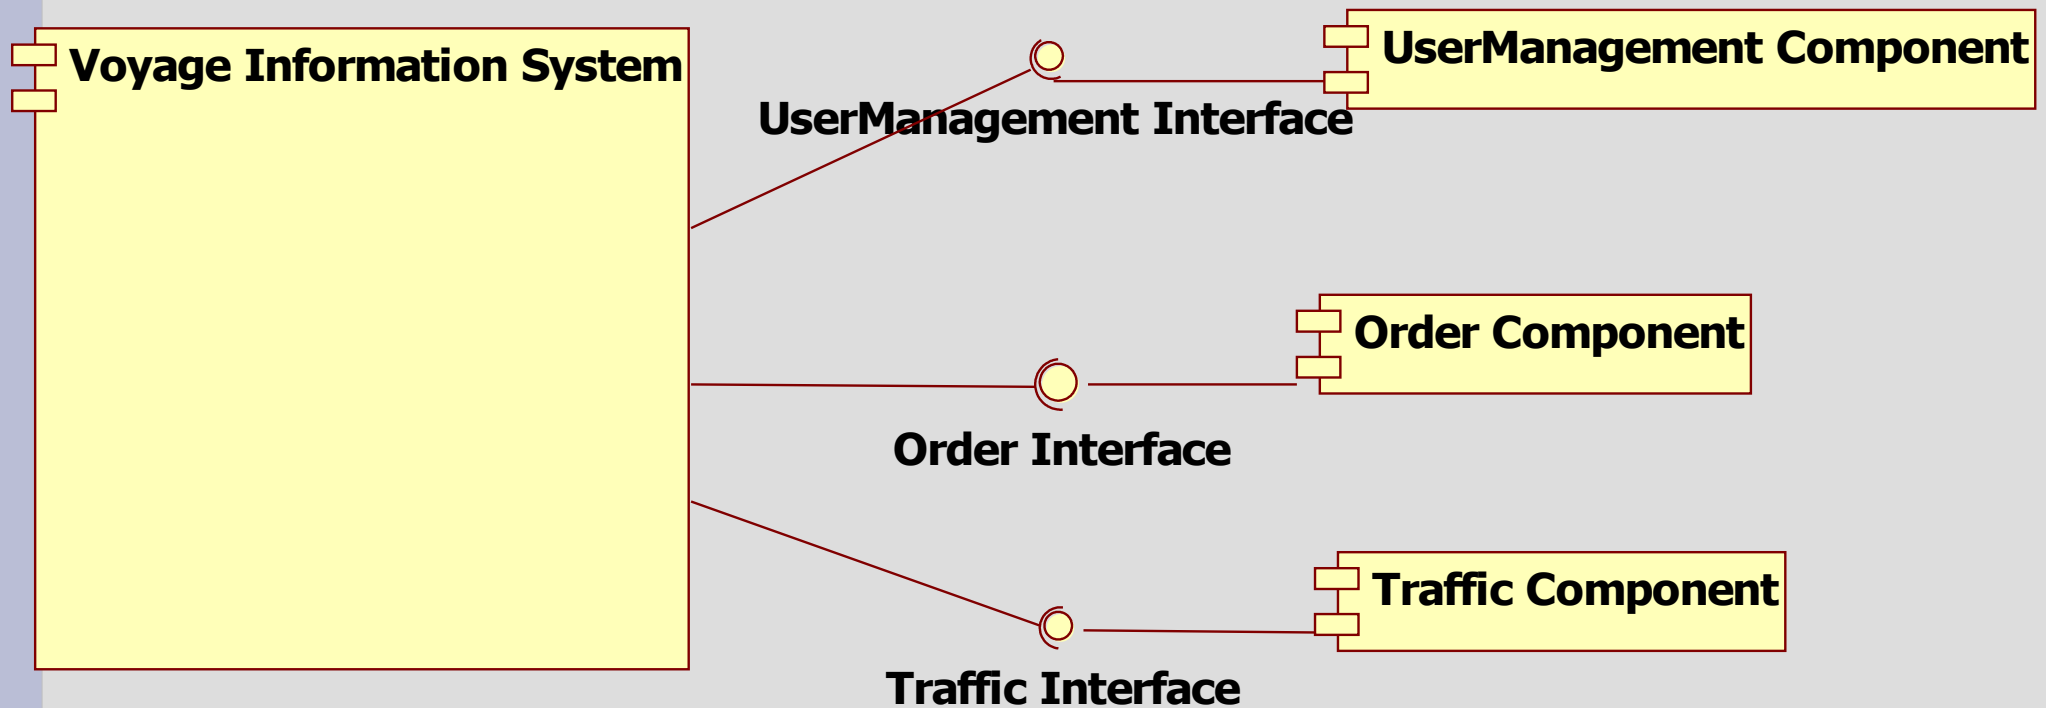 Voyage Information System
UserManagement Component
UserManagement Interface
Order Component
Order Interface
Traffic Component
Traffic Interface